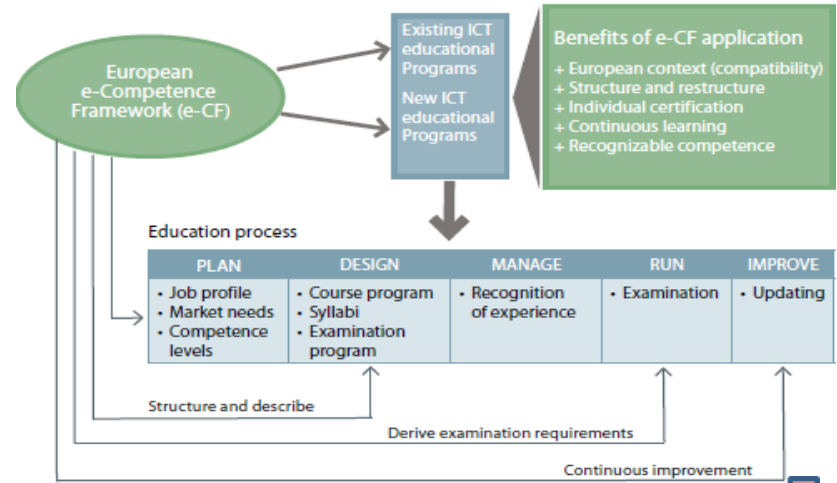 European
e-Competence
Framework (e-CF)
Existing ICT
educational
Programs
New ICT
educational
Programs
Benefits of e-CF application
+ European context (compatibility)
+ Structure and restructure
+ Individual certification
+ Continuous learning
+ Recognizable competence
Education process
PLAN
DESIGN
MANAGE
RUN
IMPROVE
• Job profile
• Market needs
• Competence
levels
• Course program
• Syllabi
• Examination
program
• Recognition
of experience
• Examination
• Updating
Structure and describe
Derive examination requirements
Continuous improvement